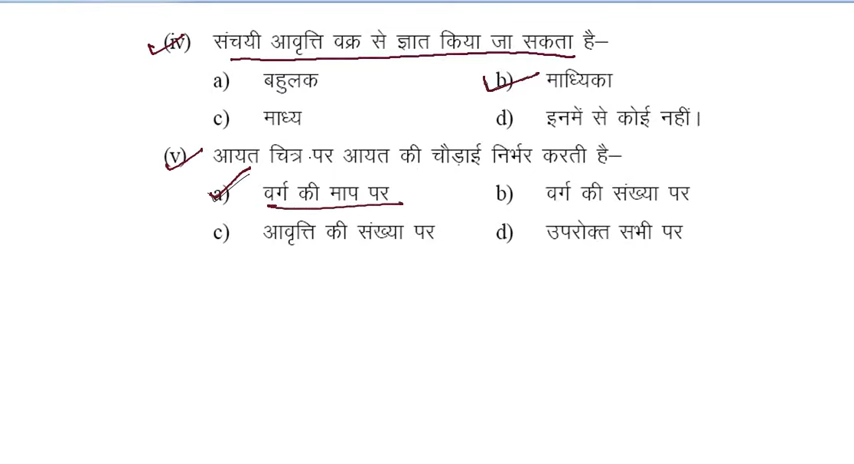 (iv) संचयी आवृत्ति वक्र से ज्ञात किया जा सकता है–
a) बहुलक b) माध्यिका
c) माध्य d) इनमें से कोई नहीं।
(v) आयत चित्र पर आयत की चौड़ाई निर्भर करती है–
a) वर्ग की माप पर b) वर्ग की संख्या पर
c) आवृत्ति की संख्या पर d) उपरोक्त सभी पर